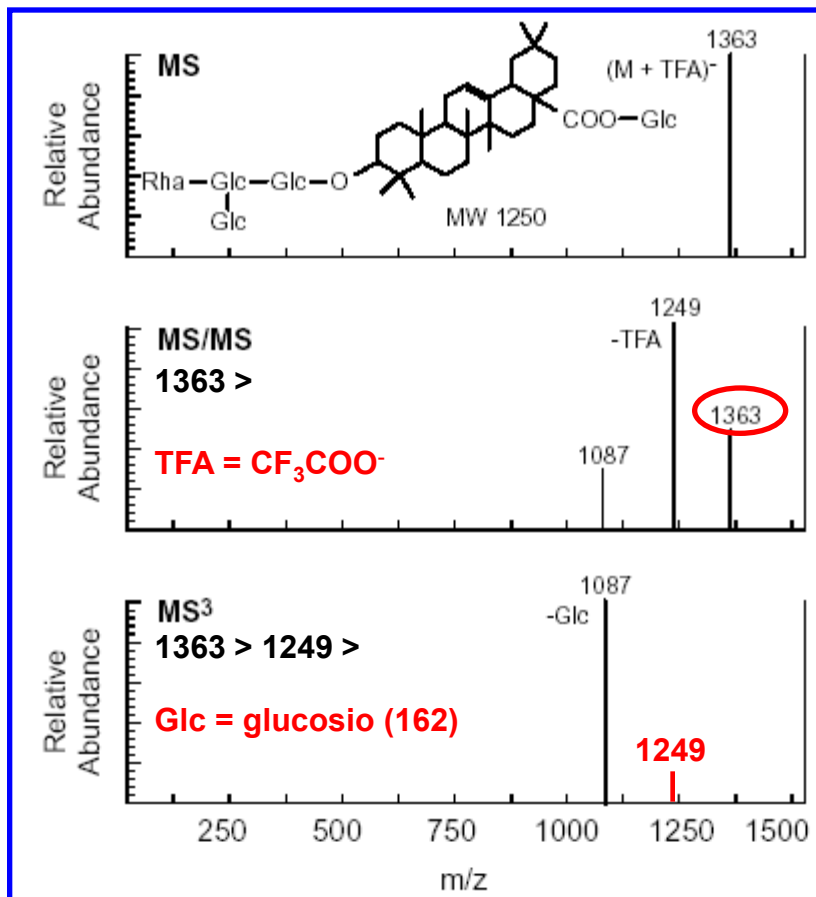 MS
1363
(M + TFA)⁻
COO—Glc
Rha—Glc—Glc—O
Glc
MW 1250
Relative
Abundance
MS/MS
1363 >
TFA = CF₃COO⁻
1249
-TFA
1363
1087
Relative
Abundance
MS³
1363 > 1249 >
Glc = glucosio (162)
1087
-Glc
1249
Relative
Abundance
250 500 750 1000 1250 1500
m/z